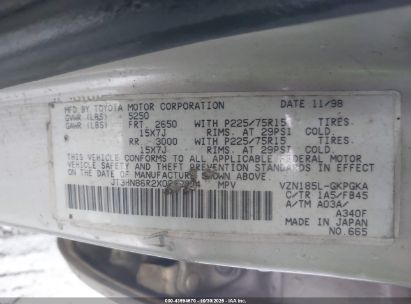 MFD BY TOYOTA MOTOR CORPORATION DATE 11/98
GVWR (LBS) 5250
GAWR (LBS) FRT. 2650 WITH P225/75R15 TIRES.
15X7J RIMS. AT 29PSI COLD.
RR 3000 WITH P225/75R15 TIRES.
15X7J RIMS. AT 29PSI COLD.
THIS VEHICLE CONFORMS TO ALL APPLICABLE FEDERAL MOTOR
VEHICLE SAFETY AND THEFT PREVENTION STANDARDS IN EFFECT
ON THE DATE OF MANUFACTURE SHOWN ABOVE.
MPV VZN185L-GKPGKA
C/TR 1A5/FB45
A/TM A03A/
A340F
MADE IN JAPAN
NO.665